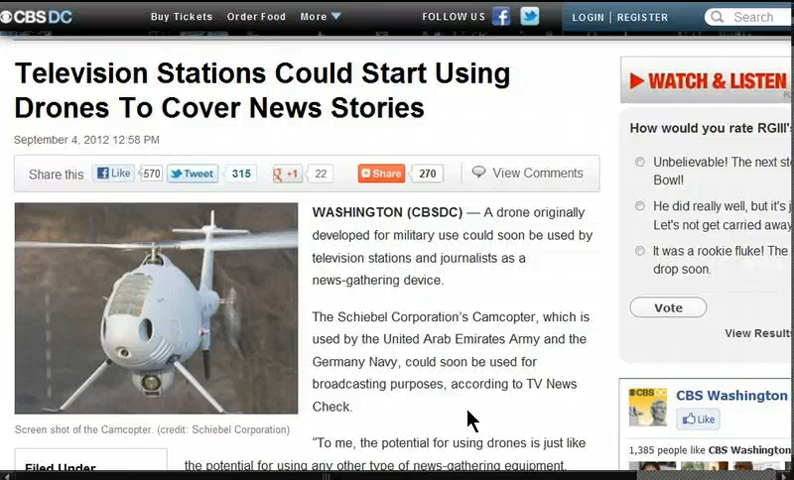 CBS DC
Buy Tickets Order Food More FOLLOW US LOGIN | REGISTER Search
Television Stations Could Start Using
Drones To Cover News Stories
September 4, 2012 12:58 PM
Share this Like 570 Tweet 315 +1 22 Share 270 View Comments
WASHINGTON (CBSDC) — A drone originally
developed for military use could soon be used by
television stations and journalists as a
news-gathering device.
The Schiebel Corporation's Camcopter, which is
used by the United Arab Emirates Army and the
Germany Navy, could soon be used for
broadcasting purposes, according to TV News
Check.
Screen shot of the Camcopter. (credit: Schiebel Corporation)
"To me, the potential for using drones is just like
the potential for using any other type of news-gathering equipment,
Filed Under
WATCH & LISTEN
How would you rate RGIII's
Unbelievable! The next st
Bowl!
He did really well, but it's j
Let's not get carried away
It was a rookie fluke! The
drop soon.
Vote
View Results
CBS
CBS Washington
Like
1,385 people like CBS Washington